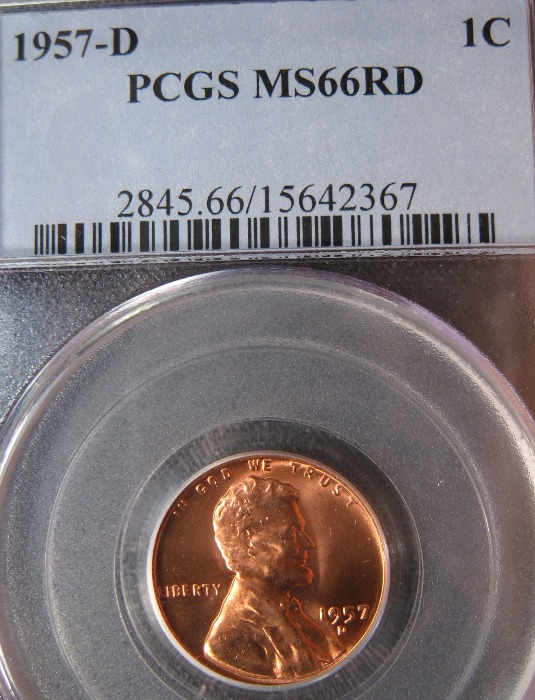 1957-D 1C
PCGS MS66RD
2845.66/15642367
IN GOD WE TRUST
LIBERTY
1957
D